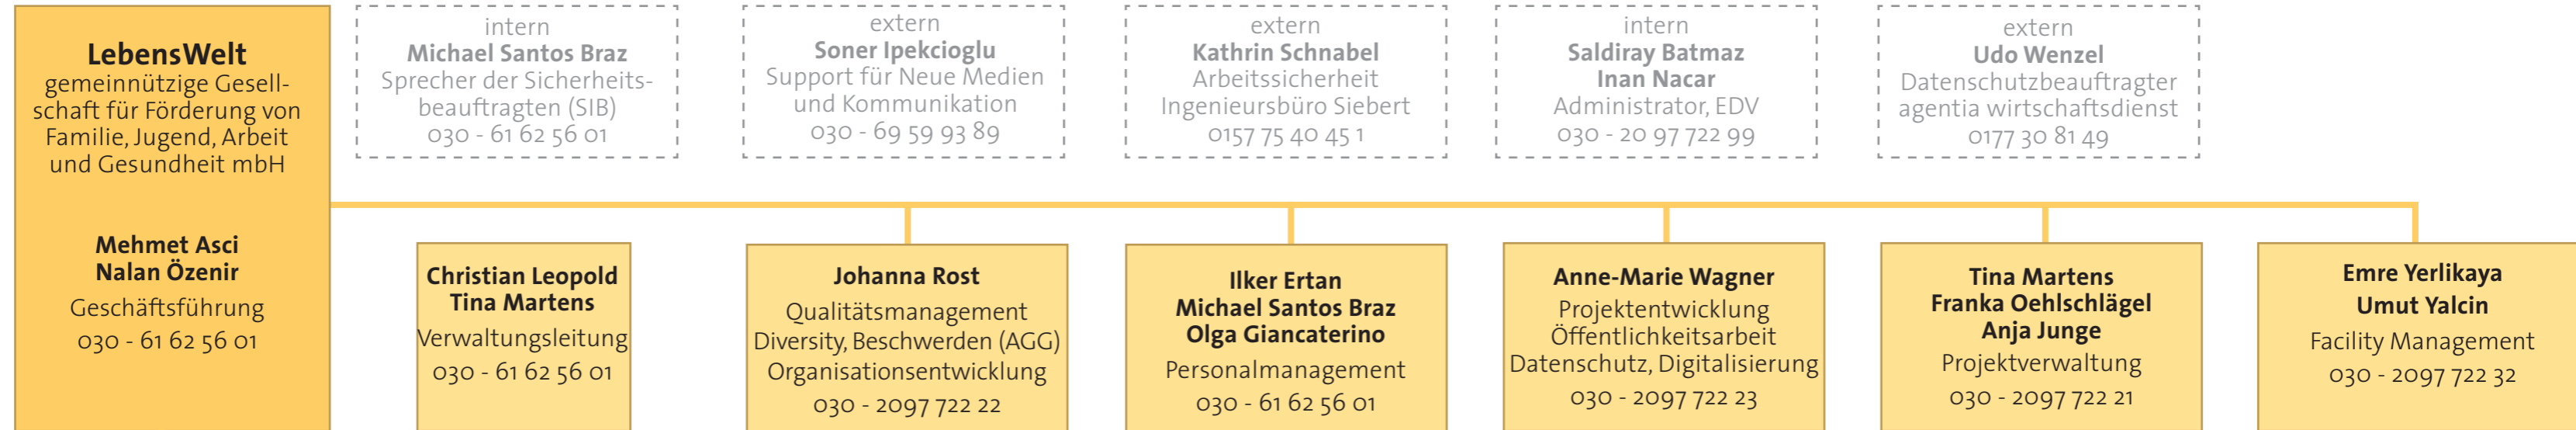 LebensWelt
gemeinnützige Gesell-
schaft für Förderung von
Familie, Jugend, Arbeit
und Gesundheit mbH
Mehmet Asci
Nalan Özenir
Geschäftsführung
030 - 61 62 56 01
intern
Michael Santos Braz
Sprecher der Sicherheits-
beauftragten (SIB)
030 - 61 62 56 01
extern
Soner Ipekcioglu
Support für Neue Medien
und Kommunikation
030 - 69 59 93 89
extern
Kathrin Schnabel
Arbeitssicherheit
Ingenieursbüro Siebert
0157 75 40 45 1
intern
Saldiray Batmaz
Inan Nacar
Administrator, EDV
030 - 20 97 722 99
extern
Udo Wenzel
Datenschutzbeauftragter
agentia wirtschaftsdienst
0177 30 81 49
Christian Leopold
Tina Martens
Verwaltungsleitung
030 - 61 62 56 01
Johanna Rost
Qualitätsmanagement
Diversity, Beschwerden (AGG)
Organisationsentwicklung
030 - 2097 722 22
Ilker Ertan
Michael Santos Braz
Olga Giancaterino
Personalmanagement
030 - 61 62 56 01
Anne-Marie Wagner
Projektentwicklung
Öffentlichkeitsarbeit
Datenschutz, Digitalisierung
030 - 2097 722 23
Tina Martens
Franka Oehlschlägel
Anja Junge
Projektverwaltung
030 - 2097 722 21
Emre Yerlikaya
Umut Yalcin
Facility Management
030 - 2097 722 32